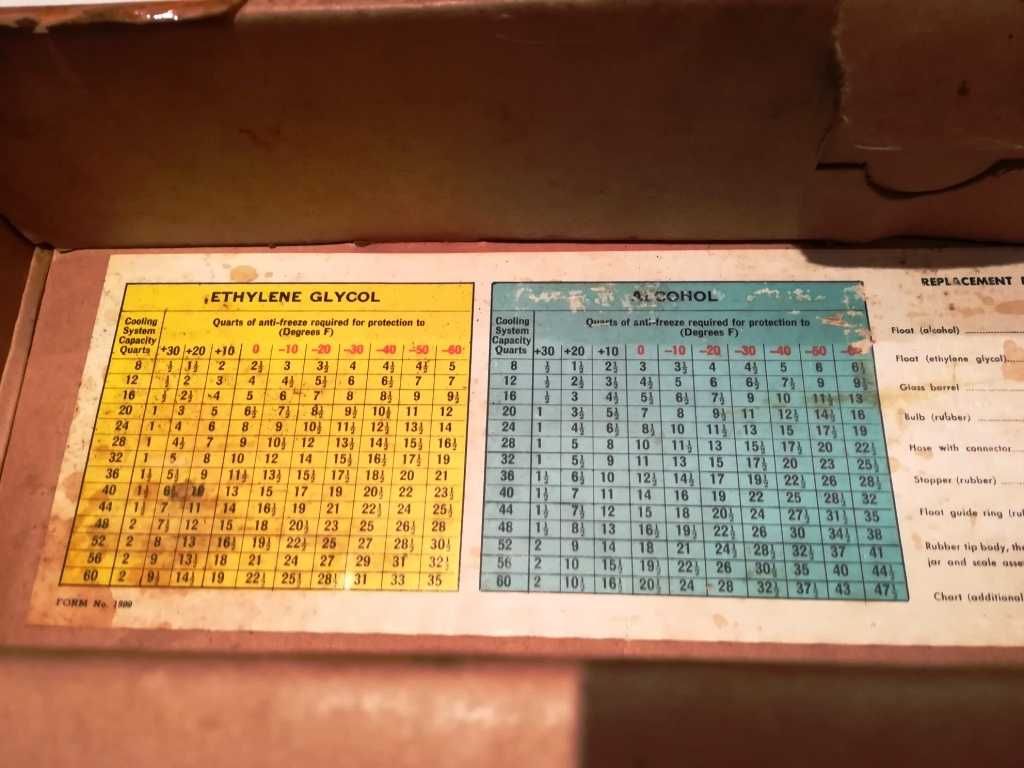 ETHYLENE GLYCOL
Cooling System Capacity Quarts
Quarts of anti-freeze required for protection to
(Degrees F)
+30 +20 +10 0 -10 -20 -30 -40 -50 -60
8 ½ 1½ 2 2½ 3 3½ 4 4½ 4½ 5
12 ½ 2 3 4 4½ 5½ 6 6½ 7 7
16 ½ 2½ 4 5 6 7 8 8½ 9 9½
20 1 3 5 6½ 7½ 8½ 9½ 10½ 11 12
24 1 4 6 8 9 10½ 11½ 12½ 13½ 14
28 1 4½ 7 9 10½ 12 13½ 14½ 15½ 16½
32 1 5 8 10 12 14 15½ 16½ 17½ 19
36 1½ 5½ 9 11½ 13½ 15½ 17½ 18½ 20 21
40 1½ 13 15 17 19 20½ 22 23½
44 1½ 7 11 14 16½ 19 21 22½ 24 25½
48 2 7½ 12 15 18 20½ 23 25 26½ 28
52 2 8 13 16½ 19½ 22½ 25 27 28½ 30½
56 2 9 13½ 18 21 24 27 29 31 32½
60 2 9½ 14½ 19 22½ 25½ 28½ 31 33 35
FORM No.
ALCOHOL
Cooling System Capacity Quarts
Quarts of anti-freeze required for protection to
(Degrees F)
+30 +20 +10 0 -10 -20 -30 -40 -50 -60
8 ½ 1½ 2½ 3 3½ 4 4½ 5 6 6½
12 ½ 2½ 3½ 4½ 5 6 6½ 7½ 9 9½
16 ½ 3 4½ 5½ 6½ 7½ 9 10 11½ 13
20 1 3½ 5½ 7 8 9½ 11 12½ 14½ 16
24 1 4½ 6½ 8½ 10 11½ 13 15 17½ 19
28 1 5 8 10 11½ 13 15½ 17½ 20 22½
32 1 5½ 9 11 13 15 17½ 20 23 25½
36 1½ 6½ 10 12½ 14½ 17 19½ 22½ 26 28½
40 1½ 7 11 14 16 19 22 25 28½ 32
44 1½ 7½ 12 15 18 20½ 24 27½ 31½ 35
48 1½ 8½ 13 16½ 19½ 22½ 26 30 34½ 38
52 2 9 14 18 21 24½ 28½ 32½ 37 41
56 2 10 15½ 19½ 22½ 26 30½ 35 40 44½
60 2 10½ 16½ 20½ 24 28 32½ 37½ 43 47½
REPLACEMENT
Float (alcohol)
Float (ethylene glycol)
Glass barrel
Bulb (rubber)
Hose with connector
Stopper (rubber)
Float guide ring
Rubber tip body,
jar and scale
Chart (additional